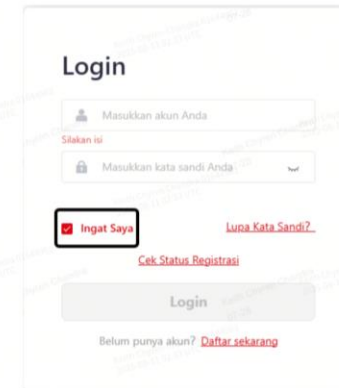 Login
Masukkan akun Anda
Silakan isi
Masukkan kata sandi Anda
Ingat Saya
Lupa Kata Sandi?
Cek Status Registrasi
Login
Belum punya akun? Daftar sekarang